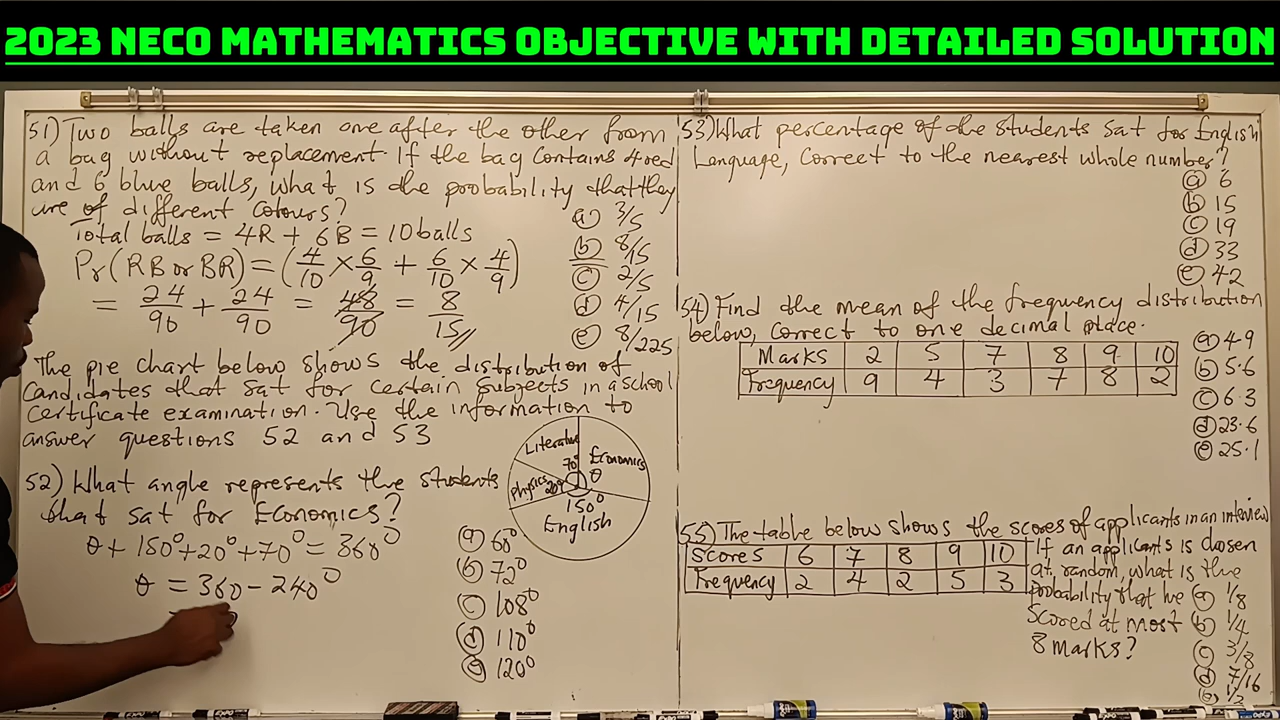 2023 NECO MATHEMATICS OBJECTIVE WITH DETAILED SOLUTION
51) Two balls are taken one after the other from
a bag without replacement. If the bag contains 4 red
and 6 blue balls, what is the probability that they
are of different colours?
Total balls = 4R + 6B = 10 balls
Pr(RB or BR) = (4/10 × 6/9 + 6/10 × 4/9)
= 24/90 + 24/90 = 48/90 = 8/15
(a) 3/5
(b) 8/15
(c) 2/5
(d) 4/15
(e) 8/225
The pie chart below shows the distribution of
candidates that sat for certain subjects in a school
certificate examination. Use the information to
answer questions 52 and 53
Literature
70°
Economics
θ
Physics
20°
150°
English
52) What angle represents the students
that sat for Economics?
θ + 150° + 20° + 70° = 360°
θ = 360 - 240°
(a) 60°
(b) 72°
(c) 108°
(d) 110°
(e) 120°
53) What percentage of the students sat for English
Language, correct to the nearest whole number?
(a) 6
(b) 15
(c) 19
(d) 33
(e) 42
54) Find the mean of the frequency distribution
below, correct to one decimal place.
Marks 2 5 7 8 9 10
Frequency 9 4 3 7 8 2
(a) 4.9
(b) 5.6
(c) 6.3
(d) 23.6
(e) 25.1
55) The table below shows the scores of applicants in an interview
Scores 6 7 8 9 10
Frequency 2 4 2 5 3
If an applicants is choosen
at random, what is the
probability that he
scored at most
8 marks?
(a) 1/8
(b) 1/4
(c) 3/8
(d) 7/16
(e) 1/2